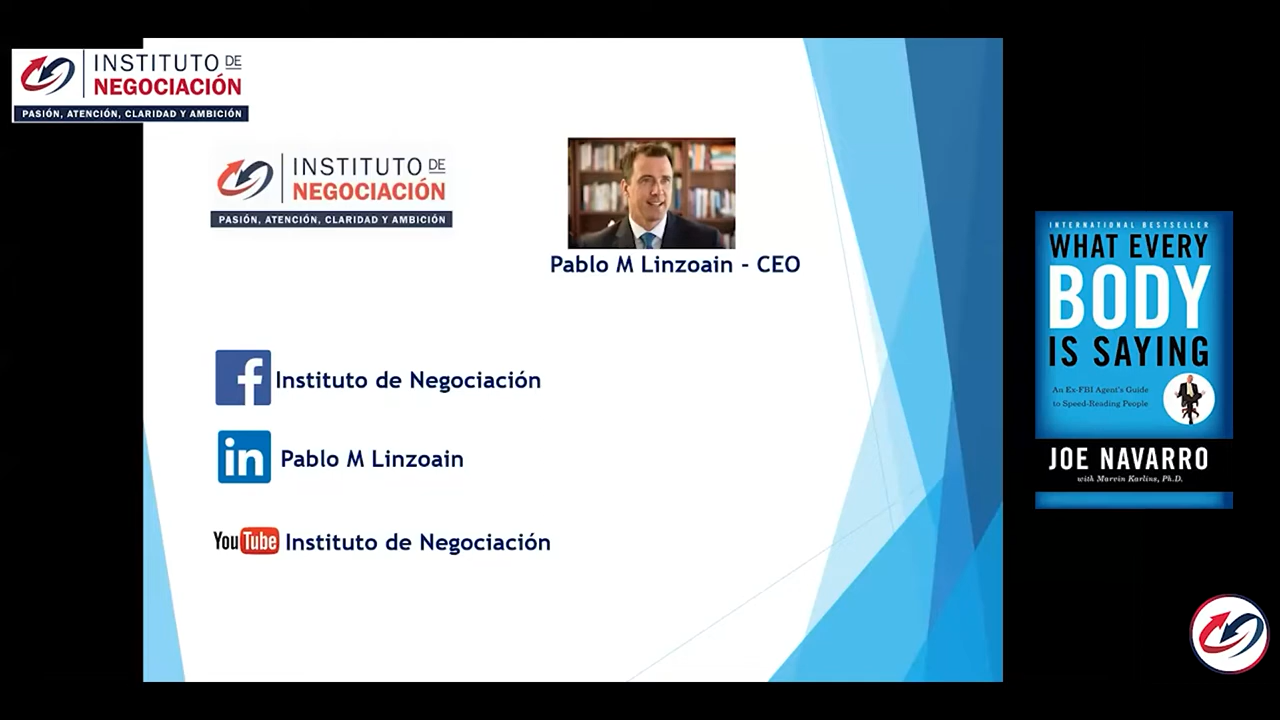 INSTITUTO DE
NEGOCIACIÓN
PASIÓN, ATENCIÓN, CLARIDAD Y AMBICIÓN
INSTITUTO DE
NEGOCIACIÓN
PASIÓN, ATENCIÓN, CLARIDAD Y AMBICIÓN
Pablo M Linzoain - CEO
f Instituto de Negociación
in Pablo M Linzoain
YouTube Instituto de Negociación
INTERNATIONAL BESTSELLER
WHAT EVERY
BODY
IS SAYING
An Ex-FBI Agent's Guide
to Speed-Reading People
JOE NAVARRO
with Marvin Karlins, Ph.D.